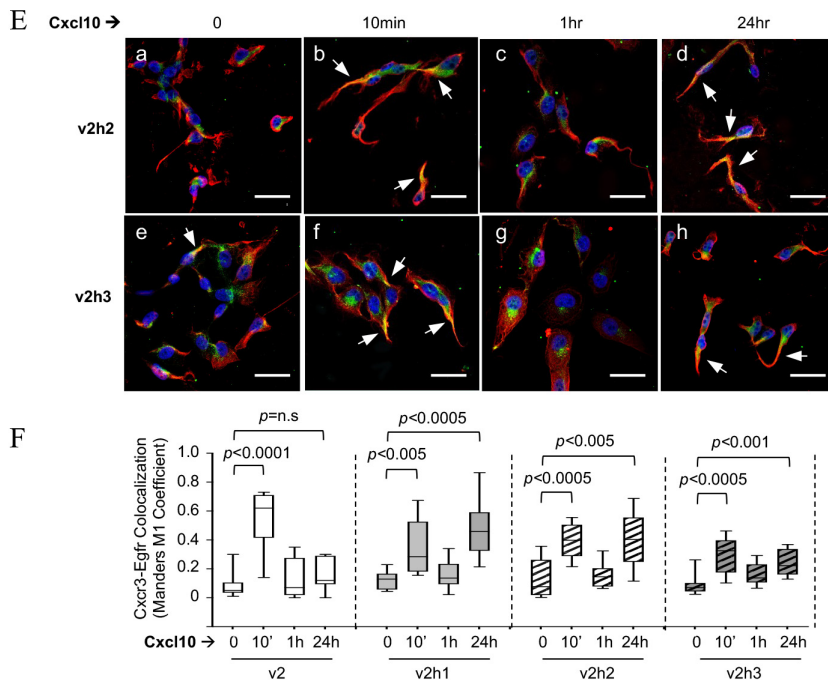 E
Cxcl10 → 0 10min 1hr 24hr
v2h2
a b c d
v2h3
e f g h
F
Cxcr3-Egfr Colocalization
(Manders M1 Coefficient)
1.0
0.8
0.6
0.4
0.2
0
p=n.s
p<0.0001
p<0.0005
p<0.005
p<0.005
p<0.0005
p<0.001
p<0.0005
Cxcl10 → 0 10’ 1h 24h 0 10’ 1h 24h 0 10’ 1h 24h 0 10’ 1h 24h
v2 v2h1 v2h2 v2h3